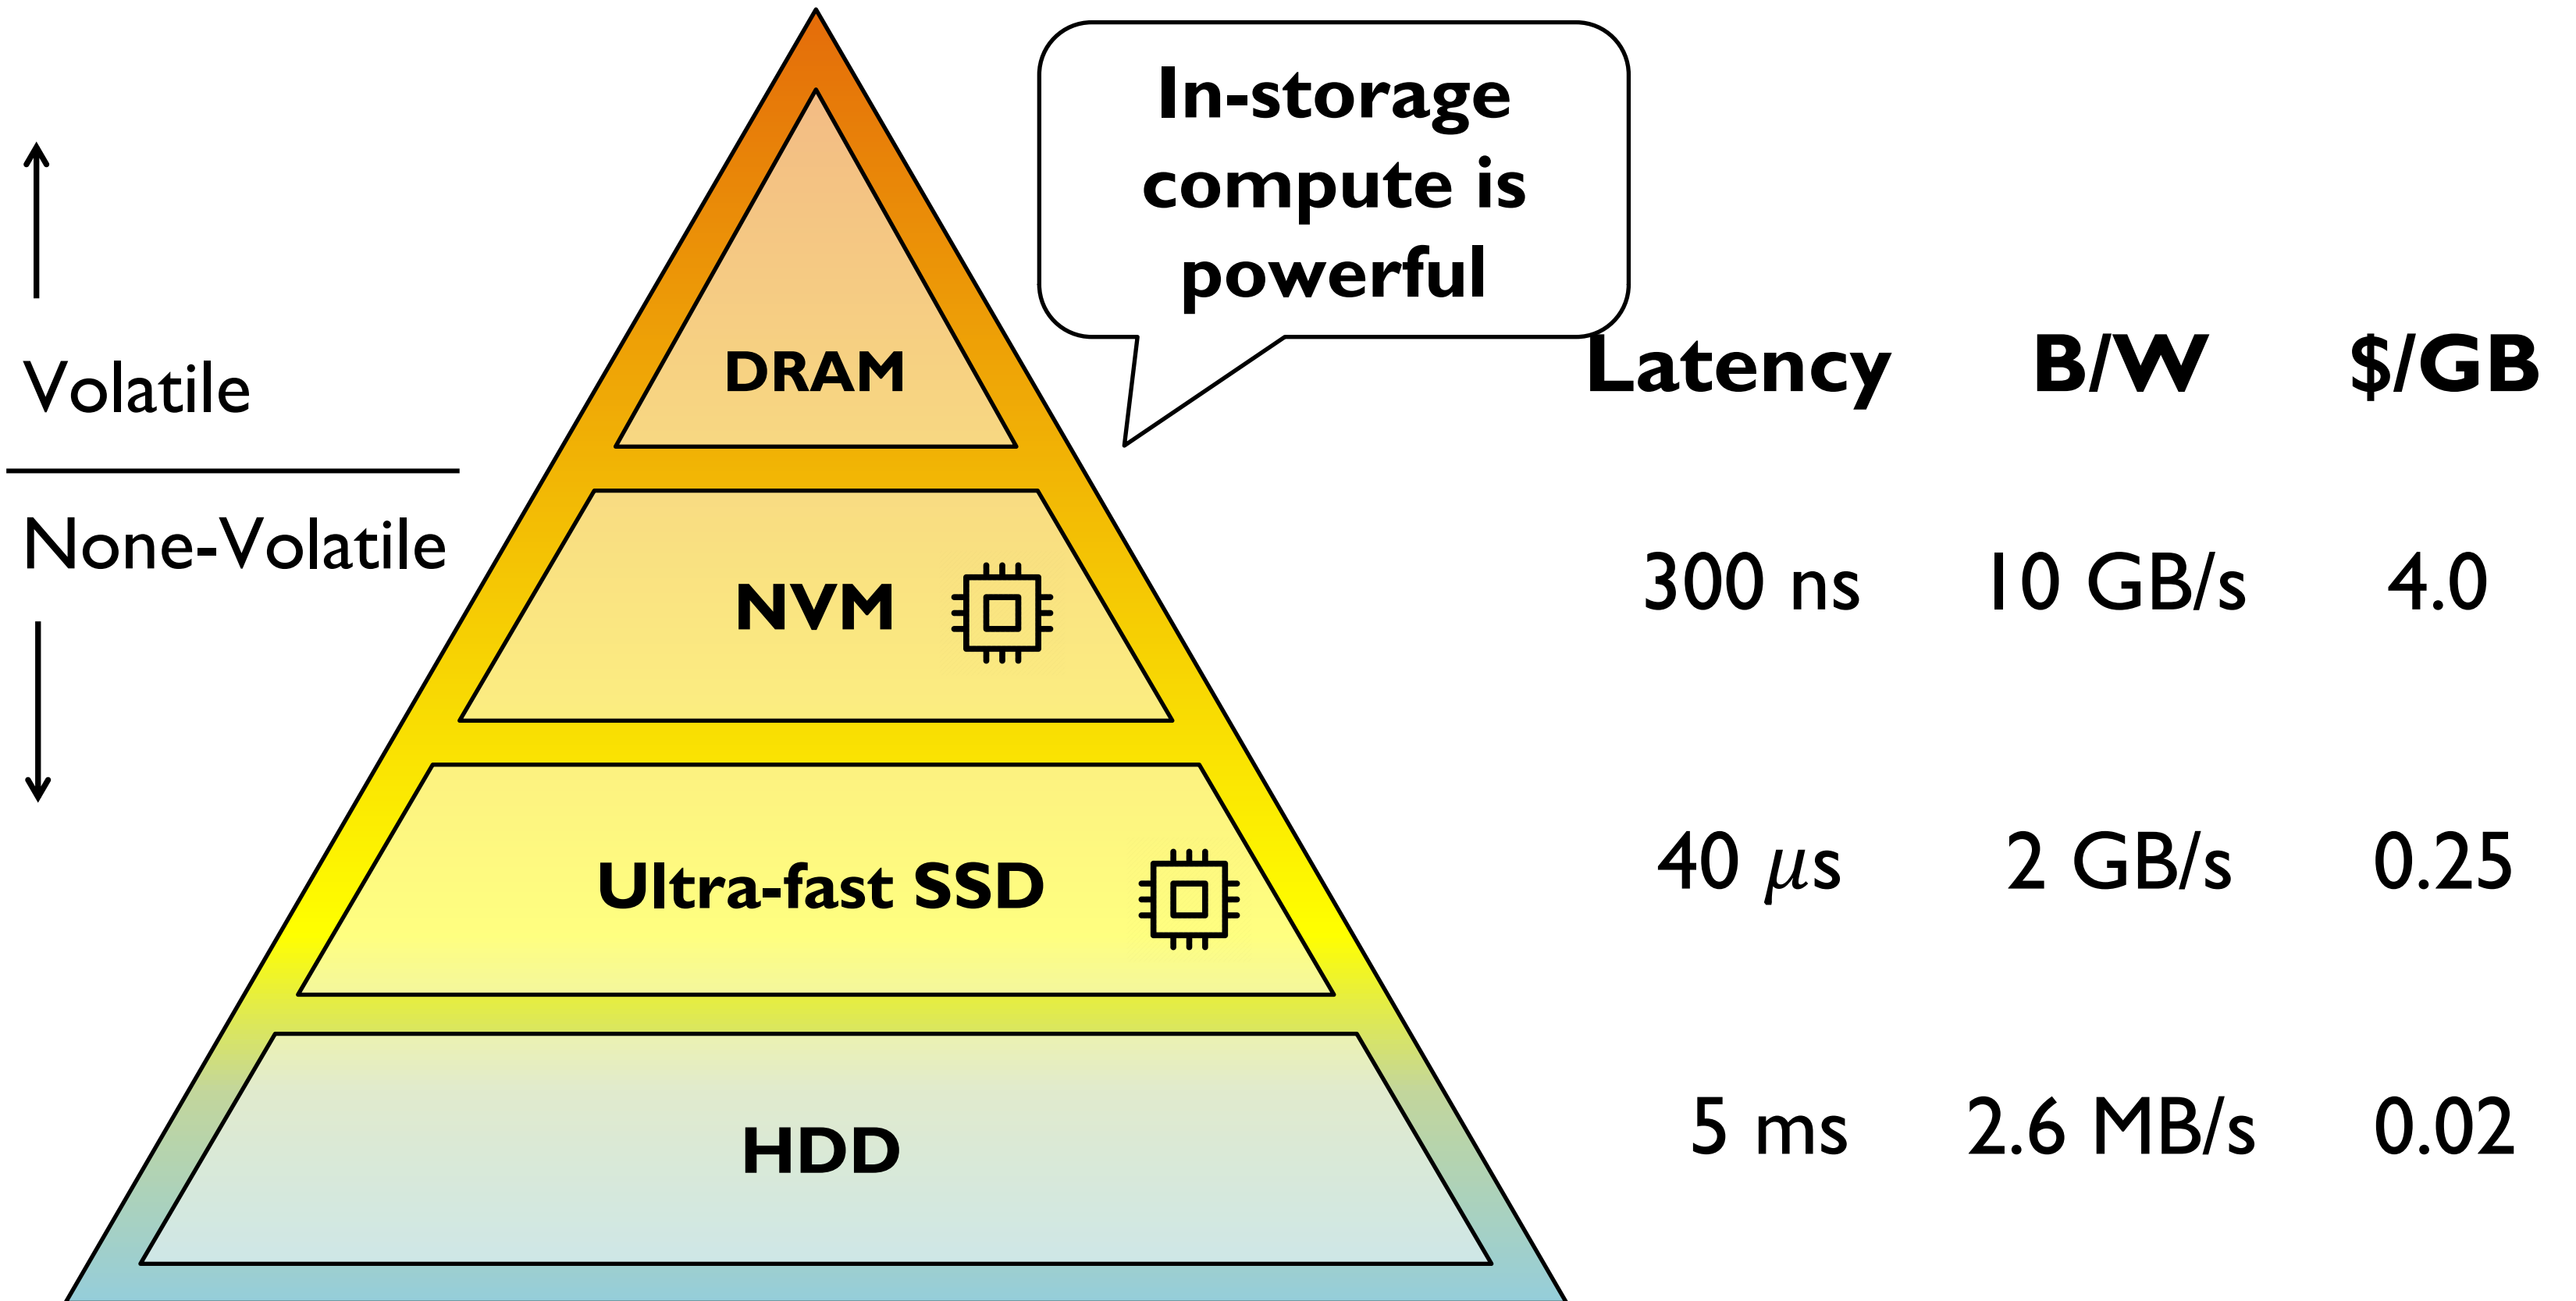 In-storage
compute is
powerful
Volatile
None-Volatile
DRAM
NVM
Ultra-fast SSD
HDD
Latency B/W $/GB
300 ns 10 GB/s 4.0
40 μs 2 GB/s 0.25
5 ms 2.6 MB/s 0.02